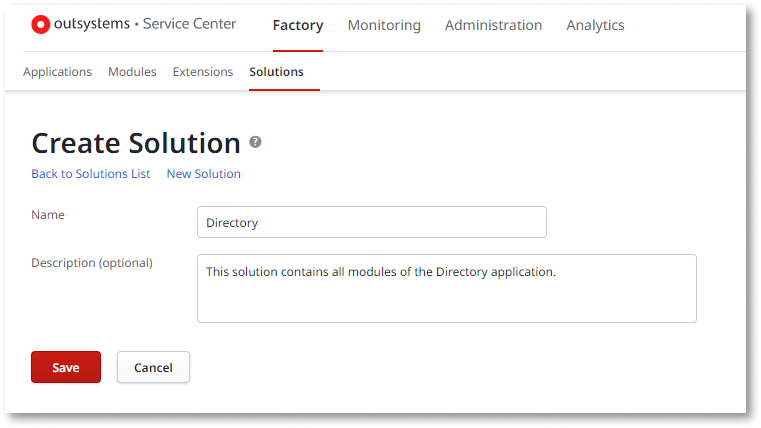 outsystems • Service Center Factory Monitoring Administration Analytics
Applications Modules Extensions Solutions
Create Solution ?
Back to Solutions List New Solution
Name Directory
Description (optional) This solution contains all modules of the Directory application.
Save Cancel